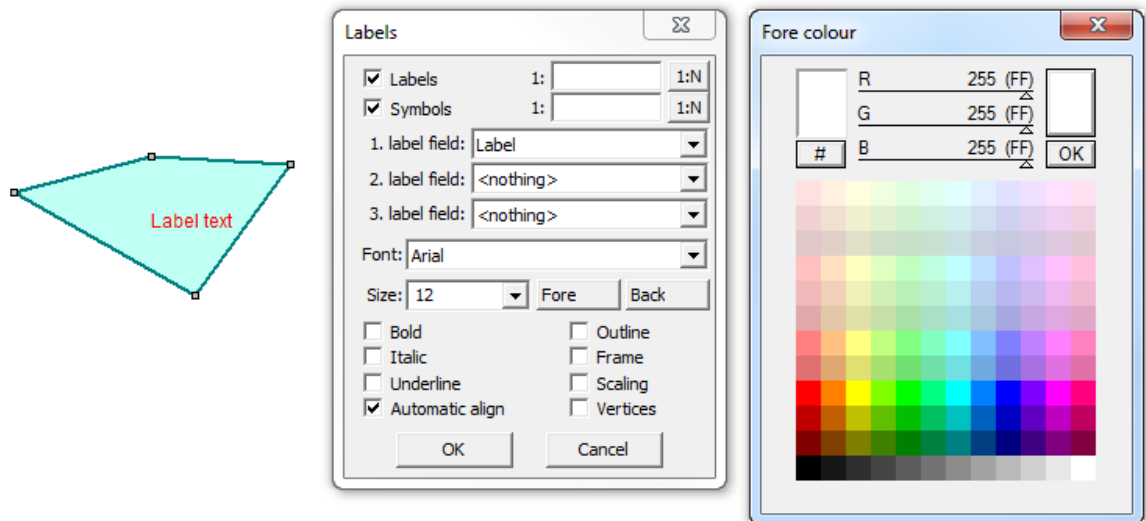 Label text
Labels
Labels 1: 1:N
Symbols 1: 1:N
1. label field: Label
2. label field: <nothing>
3. label field: <nothing>
Font: Arial
Size: 12 Fore Back
Bold Outline
Italic Frame
Underline Scaling
Automatic align Vertices
OK Cancel
Fore colour
R 255 (FF)
G 255 (FF)
# B 255 (FF) OK